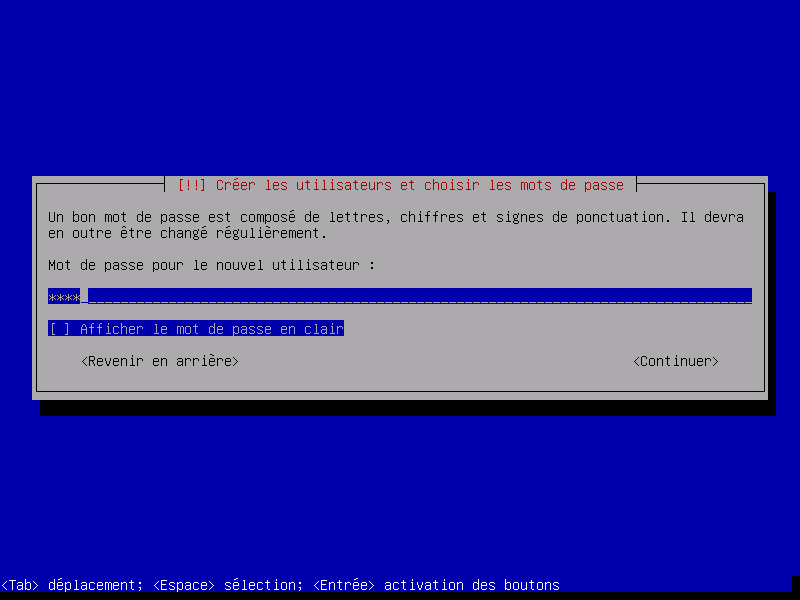 [!!] Créer les utilisateurs et choisir les mots de passe
Un bon mot de passe est composé de lettres, chiffres et signes de ponctuation. Il devra
en outre être changé régulièrement.
Mot de passe pour le nouvel utilisateur :
****
[ ] Afficher le mot de passe en clair
<Revenir en arrière> <Continuer>
<Tab> déplacement; <Espace> sélection; <Entrée> activation des boutons